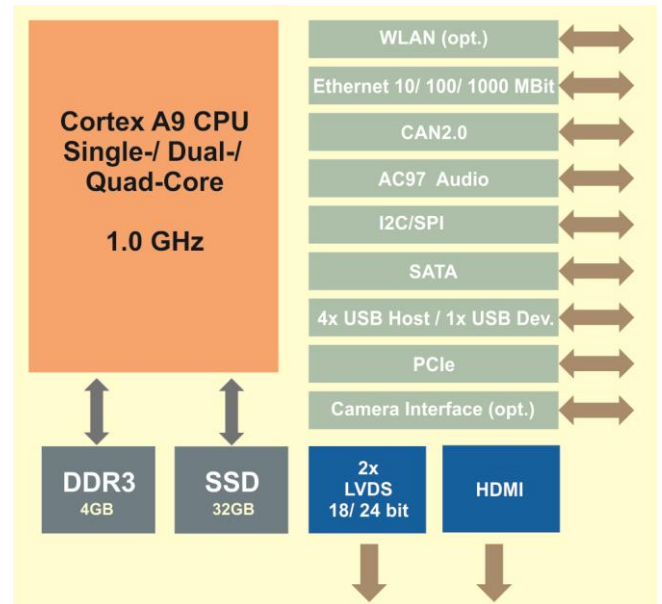 Cortex A9 CPU
Single-/ Dual-/
Quad-Core
1.0 GHz
WLAN (opt.)
Ethernet 10/ 100/ 1000 MBit
CAN2.0
AC97 Audio
I2C/SPI
SATA
4x USB Host / 1x USB Dev.
PCIe
Camera Interface (opt.)
DDR3
4GB
SSD
32GB
2x
LVDS
18/ 24 bit
HDMI